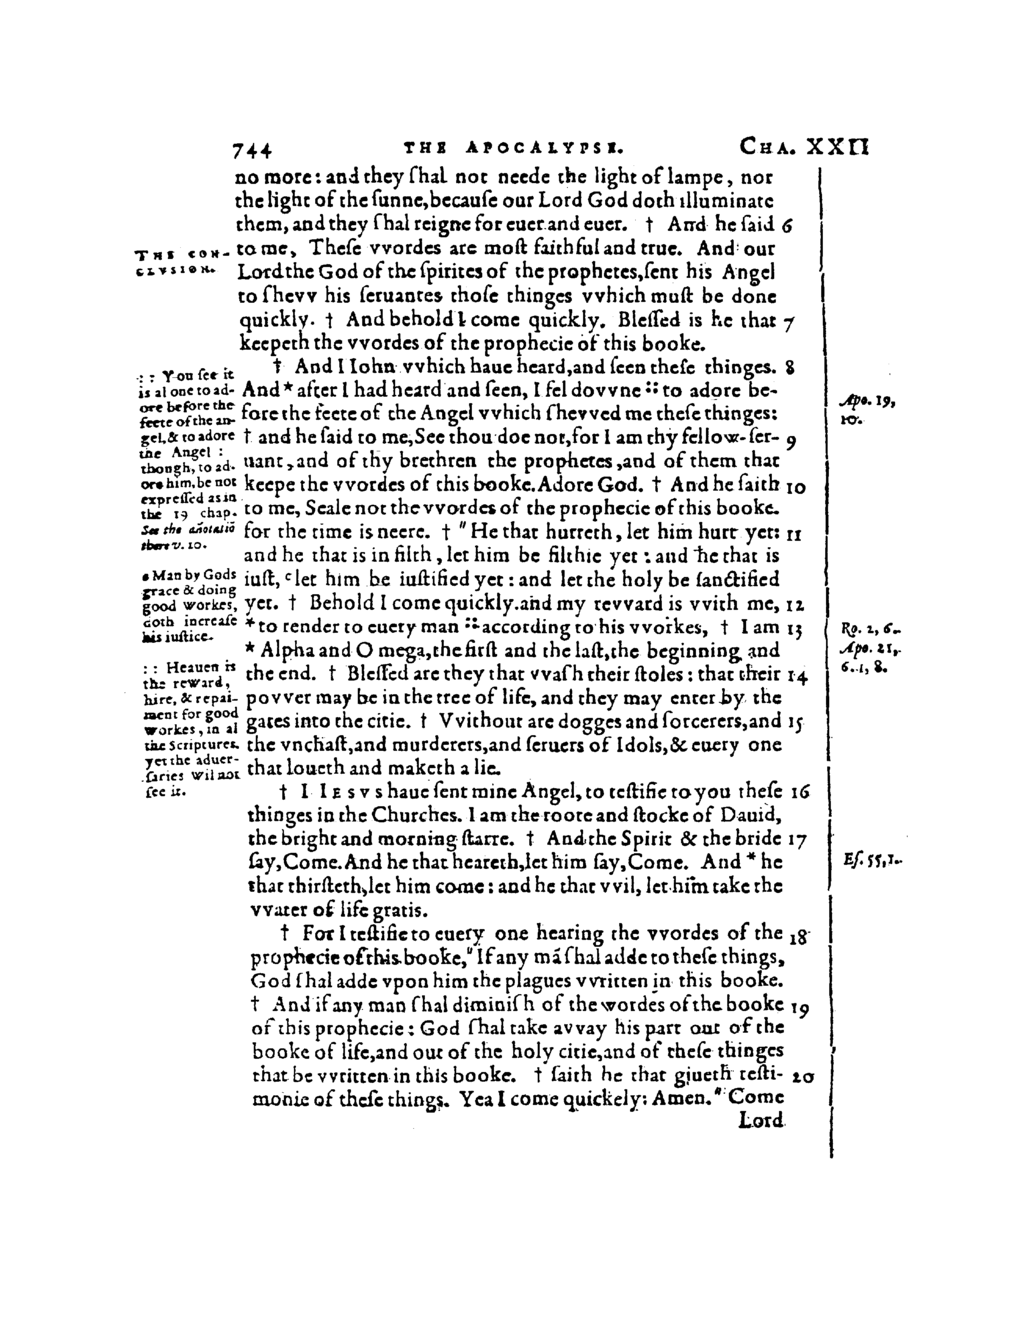 744 THE APOCALYPSE. CHA. XXII
no more: and they ſhal not neede the light of lampe, nor
the light of the ſunne, becauſe our Lord God doth illuminate
them, and they ſhal reigne for euer and euer. † And he ſaid 6
to me, Theſe vvordes are moſt faithful and true. And our
Lord the God of the ſpirites of the prophetes, ſent his Angel
to ſhevv his ſeruantes thoſe thinges vvhich muſt be done
quickly. † And behold I come quickly. Bleſſed is he that 7
keepeth the vvordes of the prophecie of this booke.
† And I Iohn vvhich haue heard, and ſeen theſe thinges. 8
And * after I had heard and ſeen, I fel dovvne :: to adore be-
fore the feete of the Angel vvhich ſhevved me theſe thinges:
† and he ſaid to me, See thou doe not, for I am thy fellow-ſer- 9
uant, and of thy brethren the prophetes, and of them that
keepe the vvordes of this booke. Adore God. † And he ſaith 10
to me, Seale not the vvordes of the prophecie of this booke.
for the time is neere. † " He that hurteth, let him hurt yet: 11
and he that is in filth, let him be filthie yet: and he that is
iuſt, c let him be iuſtified yet: and let the holy be ſanctified
yet. † Behold I come quickly. and my revvard is vvith me, 12
* to render to euery man :: according to his vvorkes, † I am 13
* Alpha and Omega, the firſt and the laſt, the beginning and
the end. † Bleſſed are they that vvaſh their ſtoles: that their 14
povver may be in the tree of life, and they may enter by the
gates into the citie. † Vvithout are dogges and ſorcerers, and 15
the vnchaſt, and murderers, and ſeruers of Idols, & euery one
that loueth and maketh a lie.
† I IESVS haue ſent mine Angel, to teſtifie to you theſe 16
thinges in the Churches. I am the roote and ſtocke of Dauid,
the bright and morning ſtarre. † And the Spirit & the bride 17
ſay, Come. And he that heareth, let him ſay, Come. And * he
that thirſteth, let him come: and he that vvil, let him take the
vvater of life gratis.
† For I teſtifie to euery one hearing the vvordes of the 18
prophecie of this booke, " If any mā ſhal adde to theſe things,
God ſhal adde vpon him the plagues vvritten in this booke.
† And if any man ſhal diminiſh of the wordes of the booke 19
of this prophecie: God ſhal take avvay his part out of the
booke of life, and out of the holy citie, and of theſe thinges
that be vvritten in this booke. † ſaith he that giueth teſti- 20
monie of theſe things. Yea I come quickely: Amen. " Come
Lord
THE CON-
CLVSION.
:: You ſee it
is al one to ad-
ore before the
feete of the an-
gel, & to adore
the Angel:
though, to ad-
ore him, be not
expreſſed as in
the 19 chap.
See the añotatiō
there v. 10.
• Man by Gods
grace & doing
good workes,
doth increaſe
his iuſtice.
:: Heauen is
the reward,
hire, & repai-
ment for good
workes, in al
the Scriptures.
yet the aduer-
ſaries wil not
ſee it.
Apo. 19,
10.
Ro. 2, 6.
Apo. 21,
6. 1, 8.
Eſ. 55, 1.